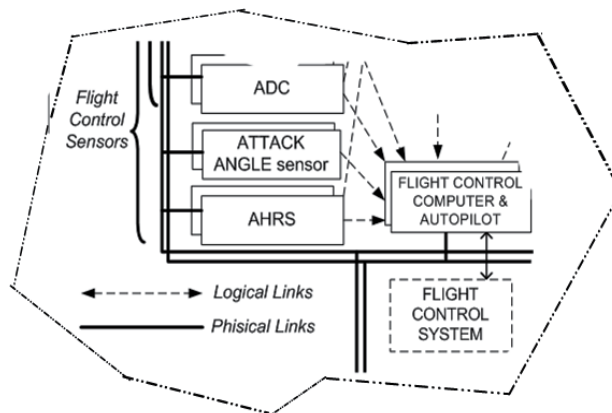 Flight
Control
Sensors
ADC
ATTACK
ANGLE sensor
AHRS
FLIGHT CONTROL
COMPUTER &
AUTOPILOT
FLIGHT
CONTROL
SYSTEM
Logical Links
Phisical Links